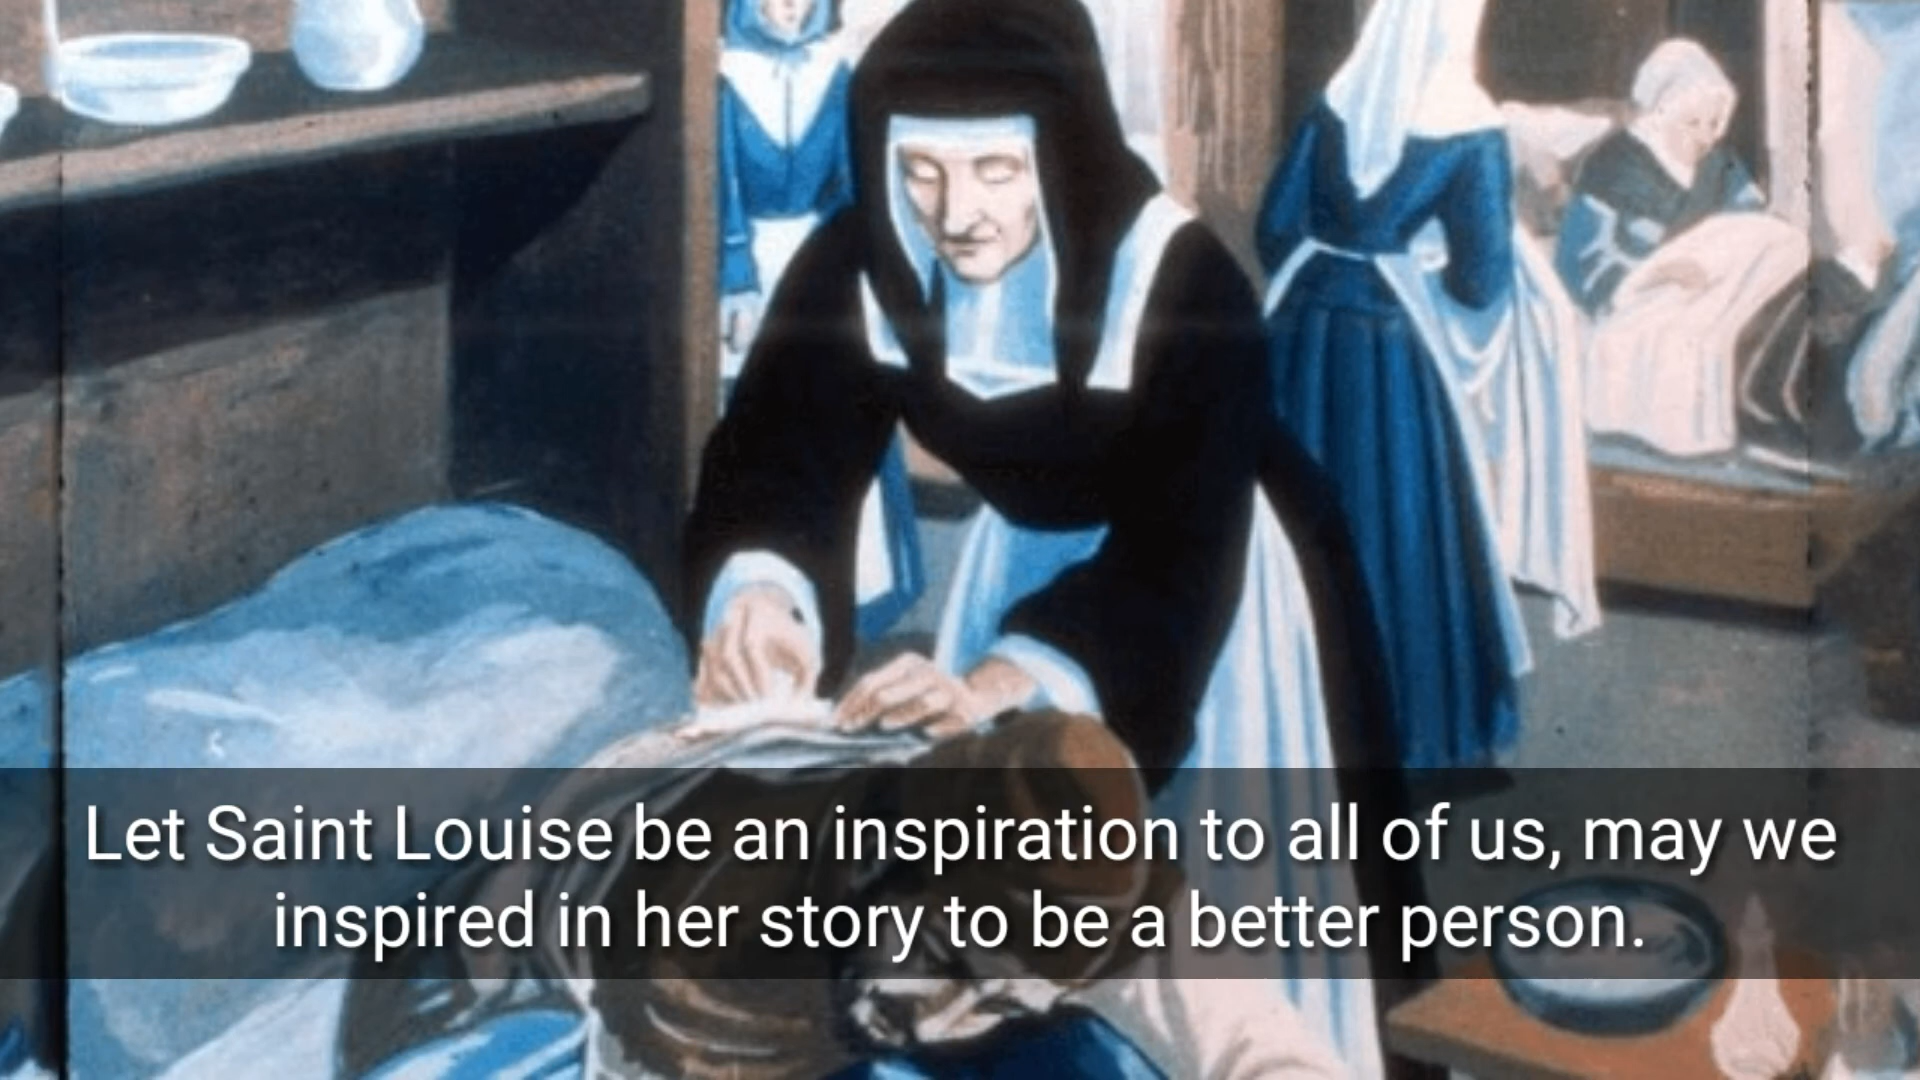 Let Saint Louise be an inspiration to all of us, may we
inspired in her story to be a better person.